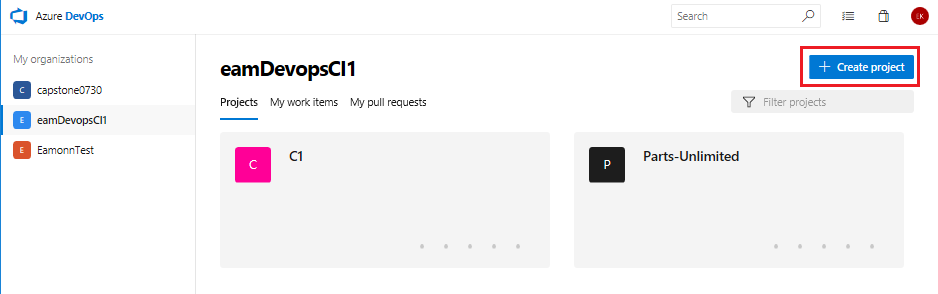 Azure DevOps
Search
EK
My organizations
C capstone0730
E eamDevopsCI1
E EamonnTest
eamDevopsCI1
+ Create project
Projects My work items My pull requests
Filter projects
C C1
P Parts-Unlimited